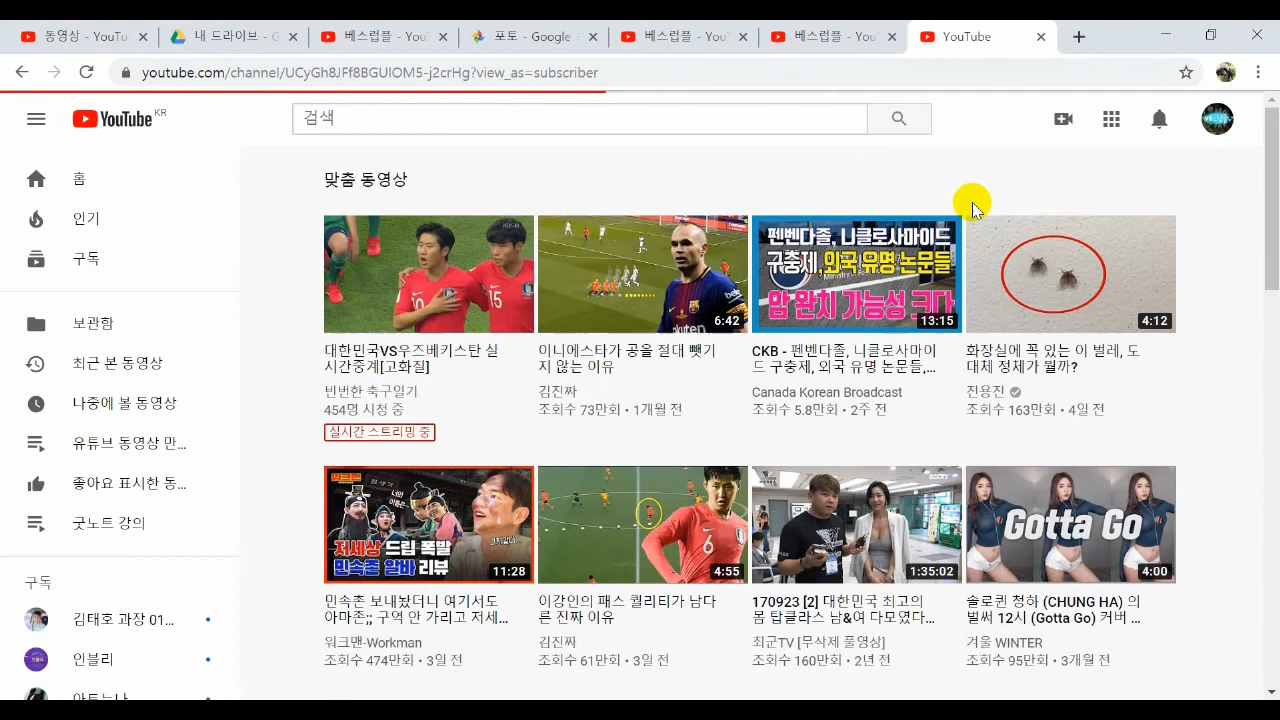 동영상 - YouTu
내 드라이브 - G
베스럽플 - You
포토 - Google
베스럽플 - You
베스럽플 - You
YouTube
youtube.com/channel/UCyGh8JFf8BGUlOM5-j2crHg?view_as=subscriber
YouTube KR
검색
홈
인기
구독
보관함
최근 본 동영상
나중에 볼 동영상
유튜브 동영상 만...
좋아요 표시한 동...
굿노트 강의
구독
김태호 과장 01...
인블리
아트누나
맞춤 동영상
대한민국VS우즈베키스탄 실
시간중계[고화질]
빈번한 축구일기
454명 시청 중
실시간 스트리밍 중
6:42
이니에스타가 공을 절대 뺏기
지 않는 이유
김진짜
조회수 73만회 • 1개월 전
펜벤다졸, 니클로사마이드
구충제,외국 유명 논문들
암 완치 가능성 크다
13:15
CKB - 펜벤다졸, 니클로사마이
드 구충제, 외국 유명 논문들,...
Canada Korean Broadcast
조회수 5.8만회 • 2주 전
4:12
화장실에 꼭 있는 이 벌레, 도
대체 정체가 뭘까?
진용진
조회수 163만회 • 4일 전
워크맨
저세상 드립 폭발
민속촌 알바 리뷰
11:28
민속촌 보내놨더니 여기서도
아마존;; 구역 안 가리고 저세...
워크맨-Workman
조회수 474만회 • 3일 전
6
4:55
이강인의 패스 퀄리티가 남다
른 진짜 이유
김진짜
조회수 61만회 • 3일 전
1:35:02
170923 [2] 대한민국 최고의
몸 탑클라스 남&여 다모였다...
최군TV [무삭제 풀영상]
조회수 160만회 • 2년 전
Gotta Go
4:00
솔로퀸 청하 (CHUNG HA) 의
벌써 12시 (Gotta Go) 커버 ...
겨울 WINTER
조회수 95만회 • 3개월 전